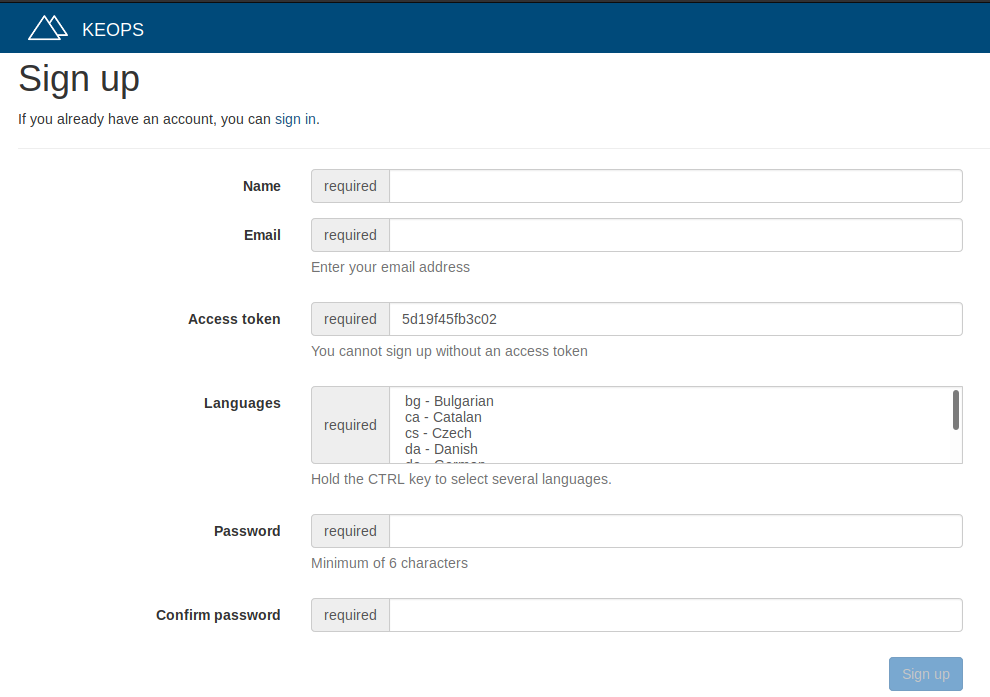 KEOPS
Sign up
If you already have an account, you can sign in.
Name required
Email required
Enter your email address
Access token required 5d19f45fb3c02
You cannot sign up without an access token
Languages required
bg - Bulgarian
ca - Catalan
cs - Czech
da - Danish
de - German
Hold the CTRL key to select several languages.
Password required
Minimum of 6 characters
Confirm password required
Sign up